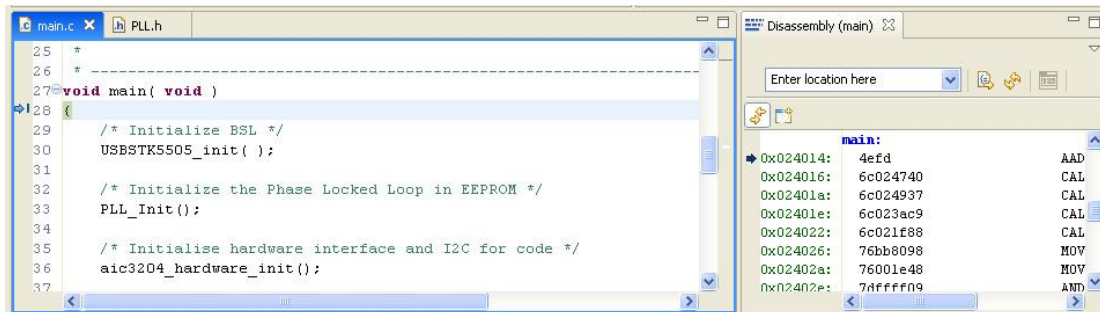 main.c
PLL.h
25 *
26 * ------------------------------------------------------------------
27 void main( void )
28 {
29 /* Initialize BSL */
30 USBSTK5505_init( );
31
32 /* Initialize the Phase Locked Loop in EEPROM */
33 PLL_Init();
34
35 /* Initialise hardware interface and I2C for code */
36 aic3204_hardware_init();
37
Disassembly (main)
Enter location here
main:
0x024014: 4efd AAD
0x024016: 6c024740 CAL
0x02401a: 6c024937 CAL
0x02401e: 6c023ac9 CAL
0x024022: 6c021f88 CAL
0x024026: 76bb8098 MOV
0x02402a: 76001e48 MOV
0x02402e: 7dffff09 AND